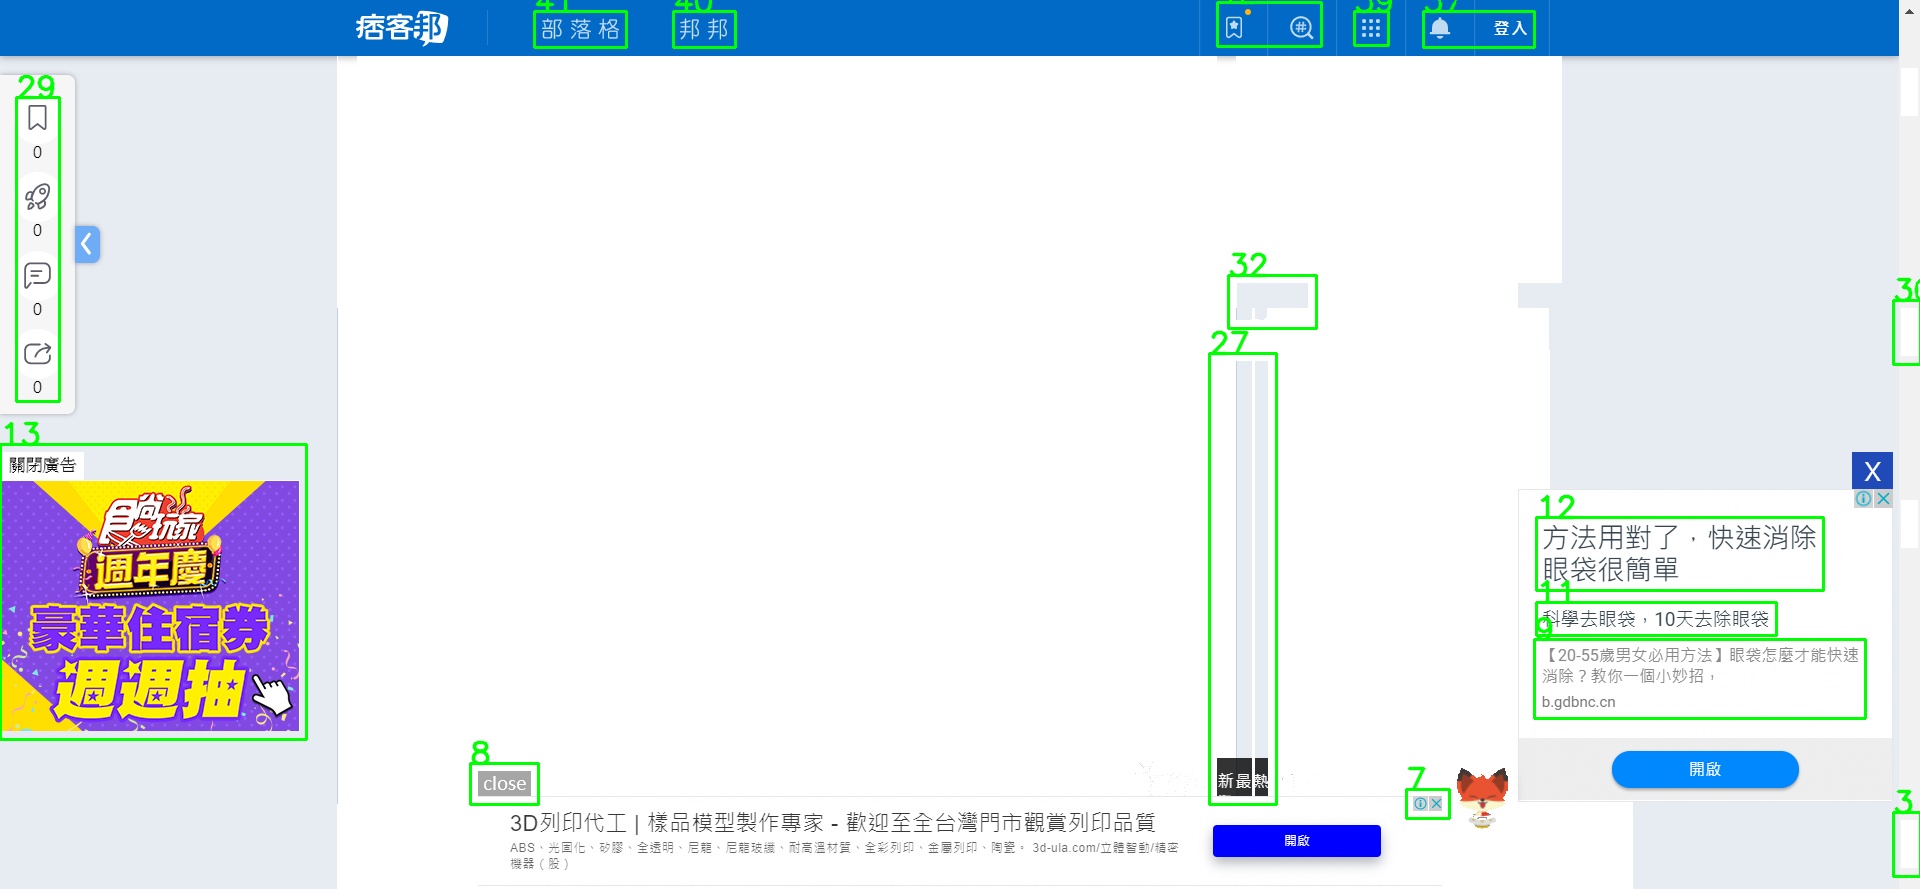 痞客邦
部落格
邦邦
登入
41
40
39
37
29
0
0
0
0
32
30
27
13
關閉廣告
食尚玩家
週年慶
豪華住宿券
週週抽
X
12
方法用對了，快速消除
眼袋很簡單
11
科學去眼袋，10天去除眼袋
9
【20-55歲男女必用方法】眼袋怎麼才能快速
消除？教你一個小妙招，
b.gdbnc.cn
開啟
8
close
新最熱
7
3
3D列印代工 | 樣品模型製作專家 - 歡迎至全台灣門市觀賞列印品質
ABS、光固化、矽膠、全透明、尼龍、尼龍玻纖、耐高溫材質、全彩列印、金屬列印、陶瓷。 3d-ula.com/立體智動/精密
機器（股）
開啟